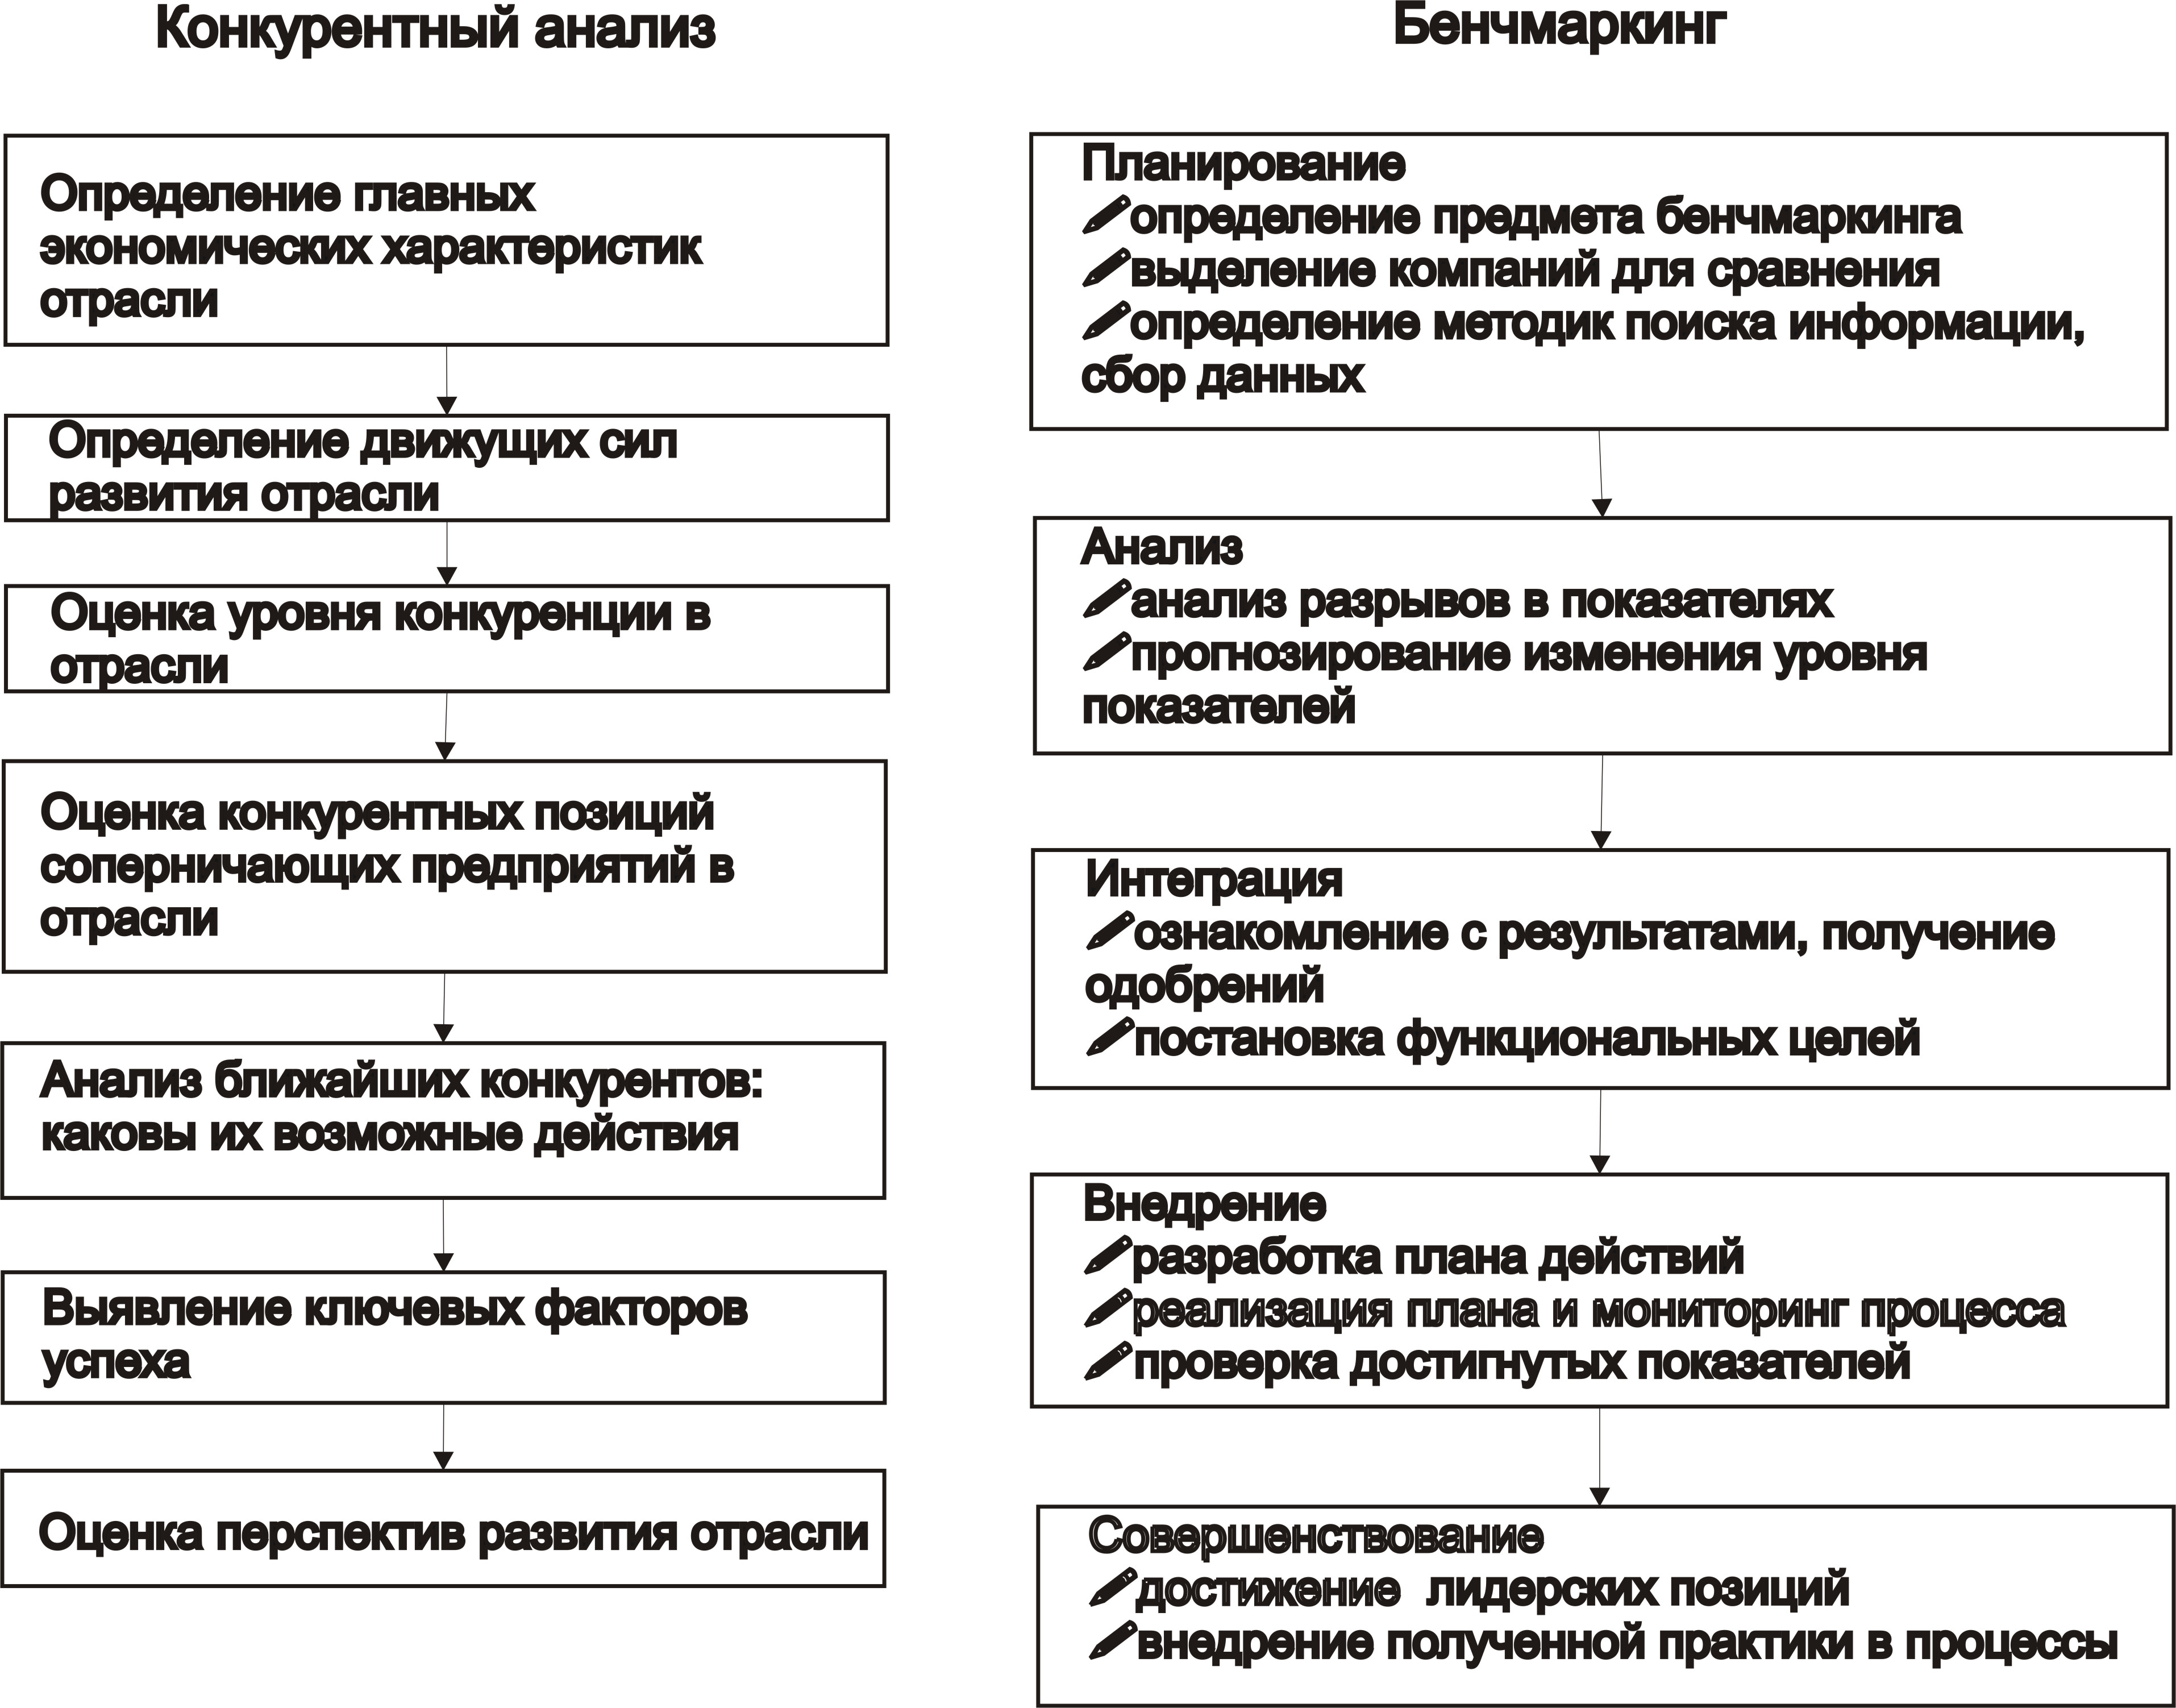 Конкурентный анализ
Определение главных
экономических характеристик
отрасли
Определение движущих сил
развития отрасли
Оценка уровня конкуренции в
отрасли
Оценка конкурентных позиций
соперничающих предприятий в
отрасли
Анализ ближайших конкурентов:
каковы их возможные действия
Выявление ключевых факторов
успеха
Оценка перспектив развития отрасли
Бенчмаркинг
Планирование
определение предмета бенчмаркинга
выделение компаний для сравнения
определение методик поиска информации,
сбор данных
Анализ
анализ разрывов в показателях
прогнозирование изменения уровня
показателей
Интеграция
ознакомление с результатами, получение
одобрений
постановка функциональных целей
Внедрение
разработка плана действий
реализация плана и мониторинг процесса
проверка достигнутых показателей
Совершенствование
достижение лидерских позиций
внедрение полученной практики в процессы